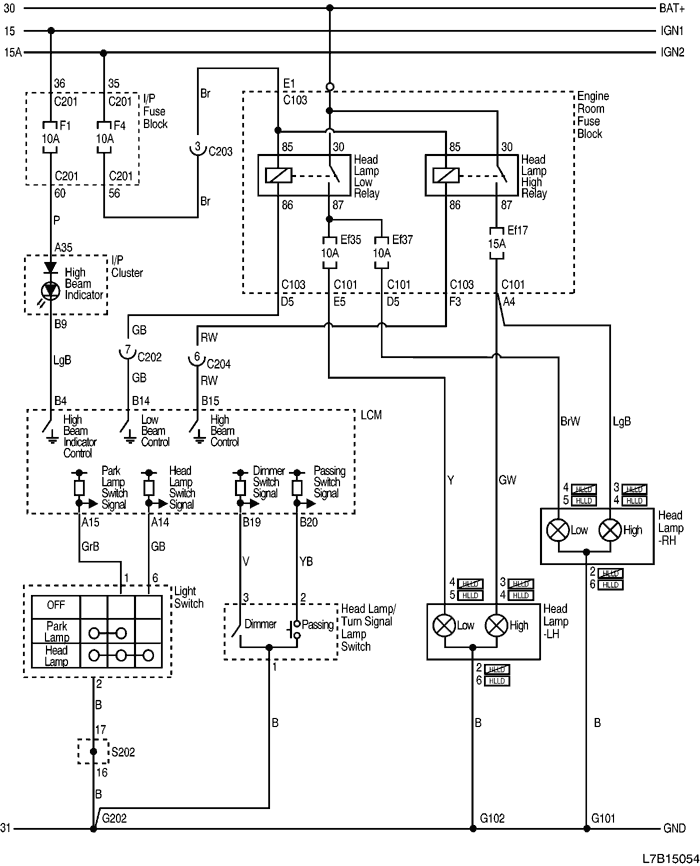 30 BAT+
15 IGN1
15A IGN2
36 35 E1
C201 C201 I/P Fuse Block Br C103 Engine Room Fuse Block
F1 10A F4 10A 3 C203
85 30 Head Lamp Low Relay 85 30 Head Lamp High Relay
C201 C201
60 56 Br 86 87 86 87
P Ef35 10A Ef37 10A Ef17 15A
A35
High Beam Indicator I/P Cluster
C103 C101 C101 C103 C101
D5 E5 D5 F3 A4
B9 GB RW
7 C202 6 C204
LgB GB RW
B4 B14 B15
LCM
High Beam Indicator Control Low Beam Control High Beam Control
BrW LgB
Park Lamp Switch Signal Head Lamp Switch Signal Dimmer Switch Signal Passing Switch Signal
Y GW
A15 A14 B19 B20
4 HLLD 3 HLLD
5 HLLD 4 HLLD
Low High Head Lamp -RH
GrB GB V YB
2 HLLD
6 HLLD
1 6 Light Switch
4 HLLD 3 HLLD
5 HLLD 4 HLLD
OFF
Park Lamp
Head Lamp
3 2 Head Lamp/ Turn Signal Lamp Switch
Dimmer Passing
Low High Head Lamp -LH
2 1
2 HLLD
6 HLLD
B B B B
17
S202
16
B
31 G202 G102 G101 GND
L7B15054